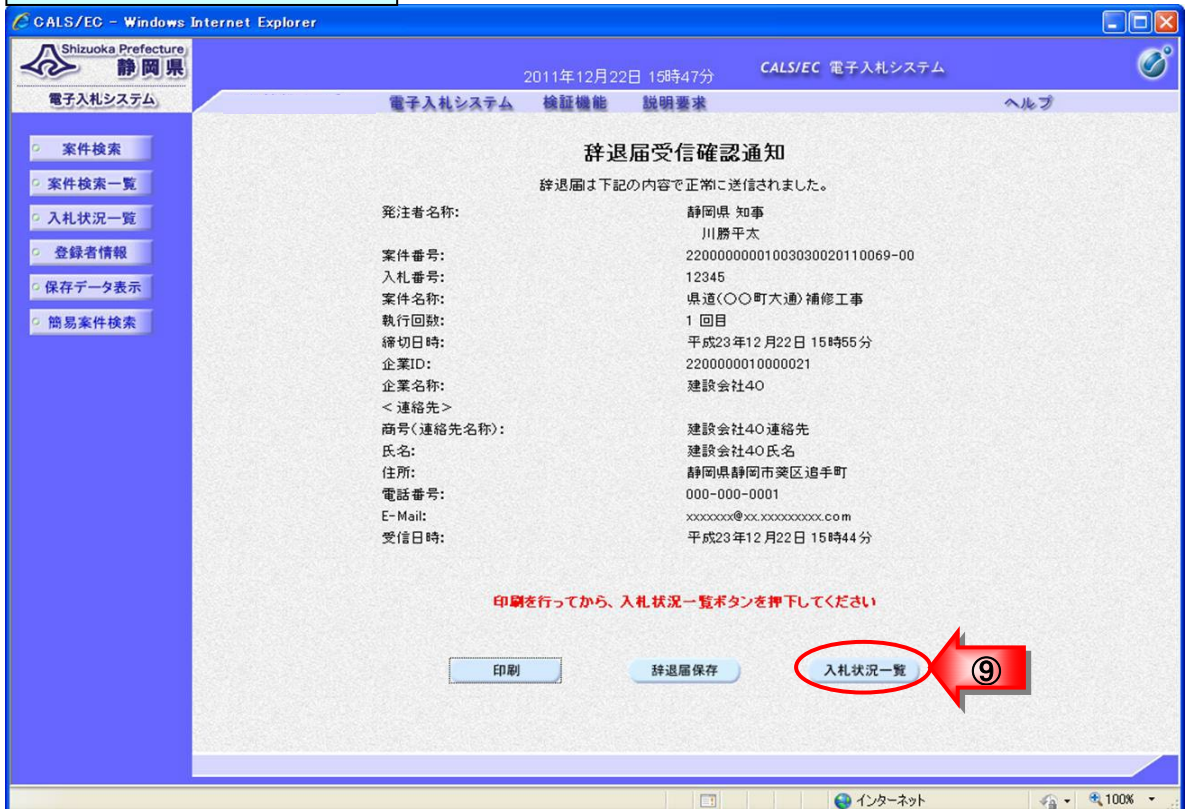 CALS/EC - Windows Internet Explorer
Shizuoka Prefecture
静岡県
電子入札システム
2011年12月22日 15時47分
CALS/EC 電子入札システム
電子入札システム 検証機能 説明要求 ヘルプ
案件検索
案件検索一覧
入札状況一覧
登録者情報
保存データ表示
簡易案件検索
辞退届受信確認通知
辞退届は下記の内容で正常に送信されました。
発注者名称: 静岡県 知事
川勝平太
案件番号: 22000000001003030020110069-00
入札番号: 12345
案件名称: 県道(○○町大通)補修工事
執行回数: 1 回目
締切日時: 平成23年12月22日 15時55分
企業ID: 2200000010000021
企業名称: 建設会社40
<連絡先>
商号(連絡先名称): 建設会社40連絡先
氏名: 建設会社40氏名
住所: 静岡県静岡市葵区追手町
電話番号: 000-000-0001
E-Mail: xxxxxxx@xx.xxxxxxxxxx.com
受信日時: 平成23年12月22日 15時44分
印刷を行ってから、入札状況一覧ボタンを押下してください
印刷 辞退届保存 入札状況一覧 ⑨
インターネット 100%